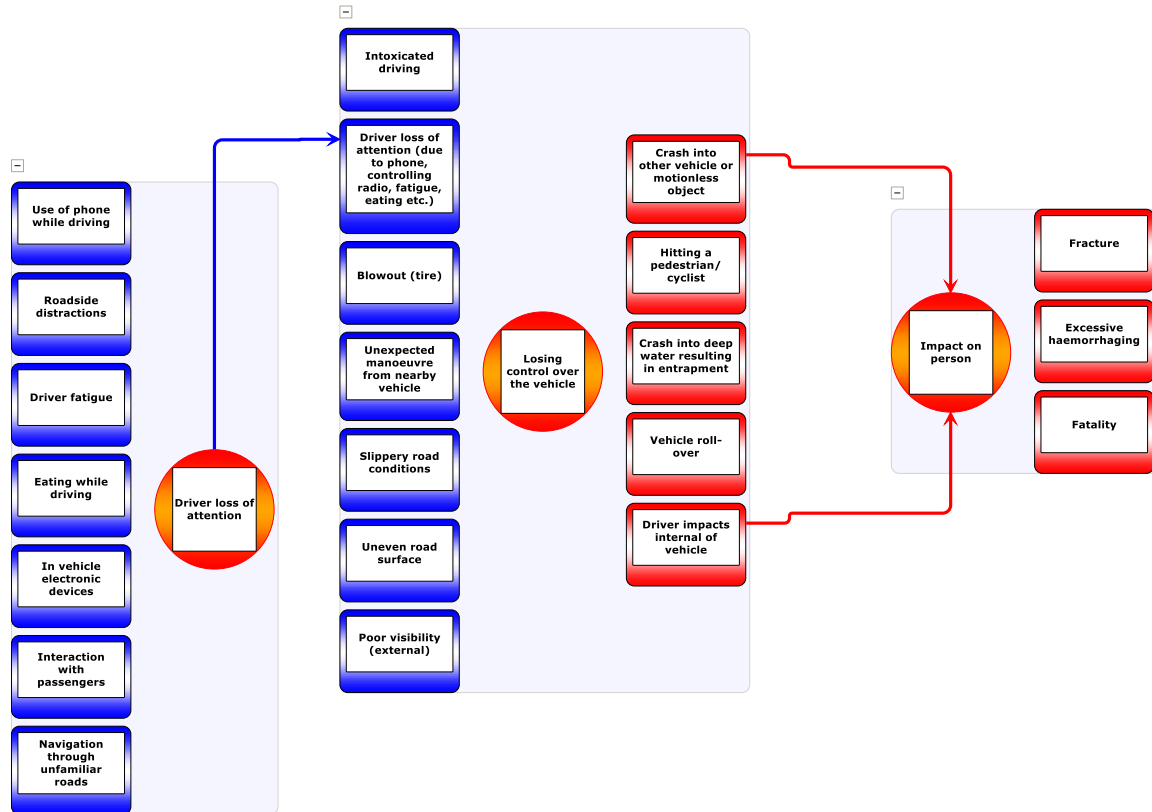 Use of phone
while driving
Roadside
distractions
Driver fatigue
Eating while
driving
In vehicle
electronic
devices
Interaction
with
passengers
Navigation
through
unfamiliar
roads
Driver loss of
attention
Intoxicated
driving
Driver loss of
attention (due
to phone,
controlling
radio, fatigue,
eating etc.)
Blowout (tire)
Unexpected
manoeuvre
from nearby
vehicle
Slippery road
conditions
Uneven road
surface
Poor visibility
(external)
Losing
control over
the vehicle
Crash into
other vehicle or
motionless
object
Hitting a
pedestrian/
cyclist
Crash into deep
water resulting
in entrapment
Vehicle roll-
over
Driver impacts
internal of
vehicle
Impact on
person
Fracture
Excessive
haemorrhaging
Fatality